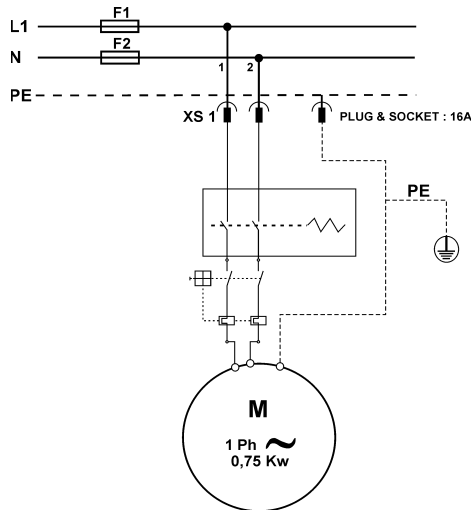 L1
F1
N
F2
1
2
PE
XS 1
PLUG & SOCKET : 16A
PE
M
1 Ph
0,75 Kw